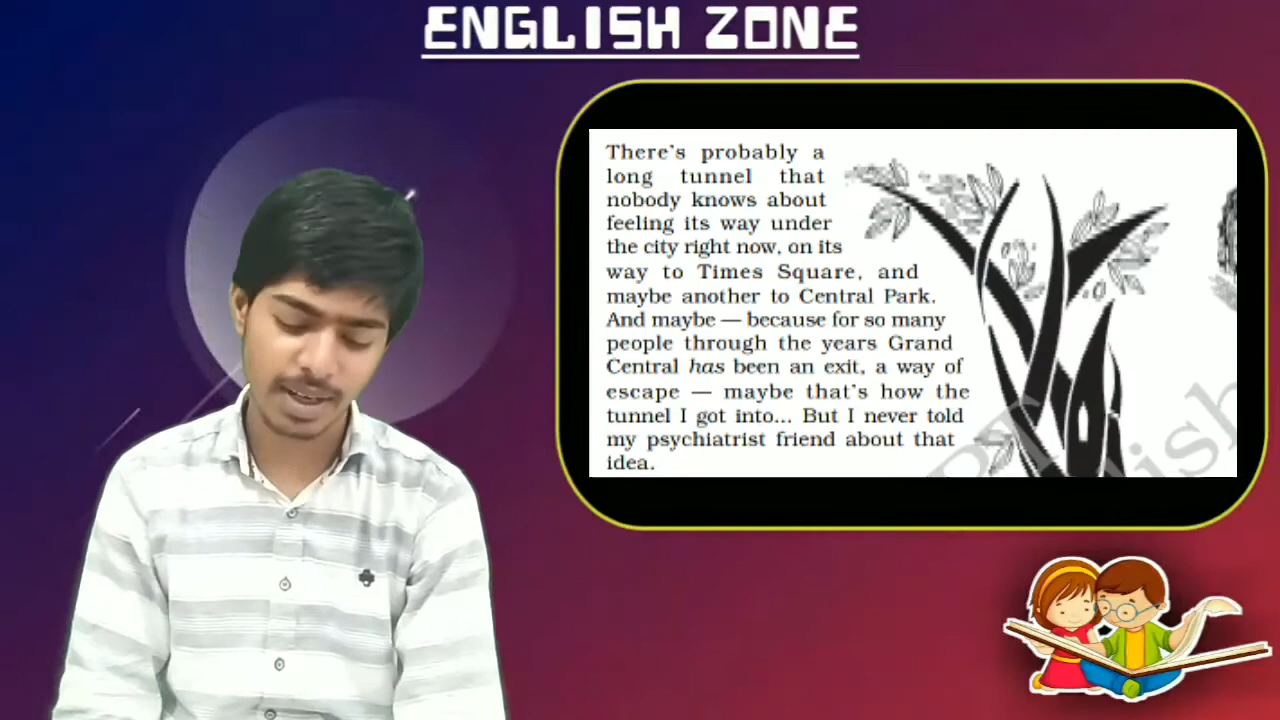 ENGLISH ZONE
There's probably a
long tunnel that
nobody knows about
feeling its way under
the city right now, on its
way to Times Square, and
maybe another to Central Park.
And maybe — because for so many
people through the years Grand
Central has been an exit, a way of
escape — maybe that's how the
tunnel I got into... But I never told
my psychiatrist friend about that
idea.